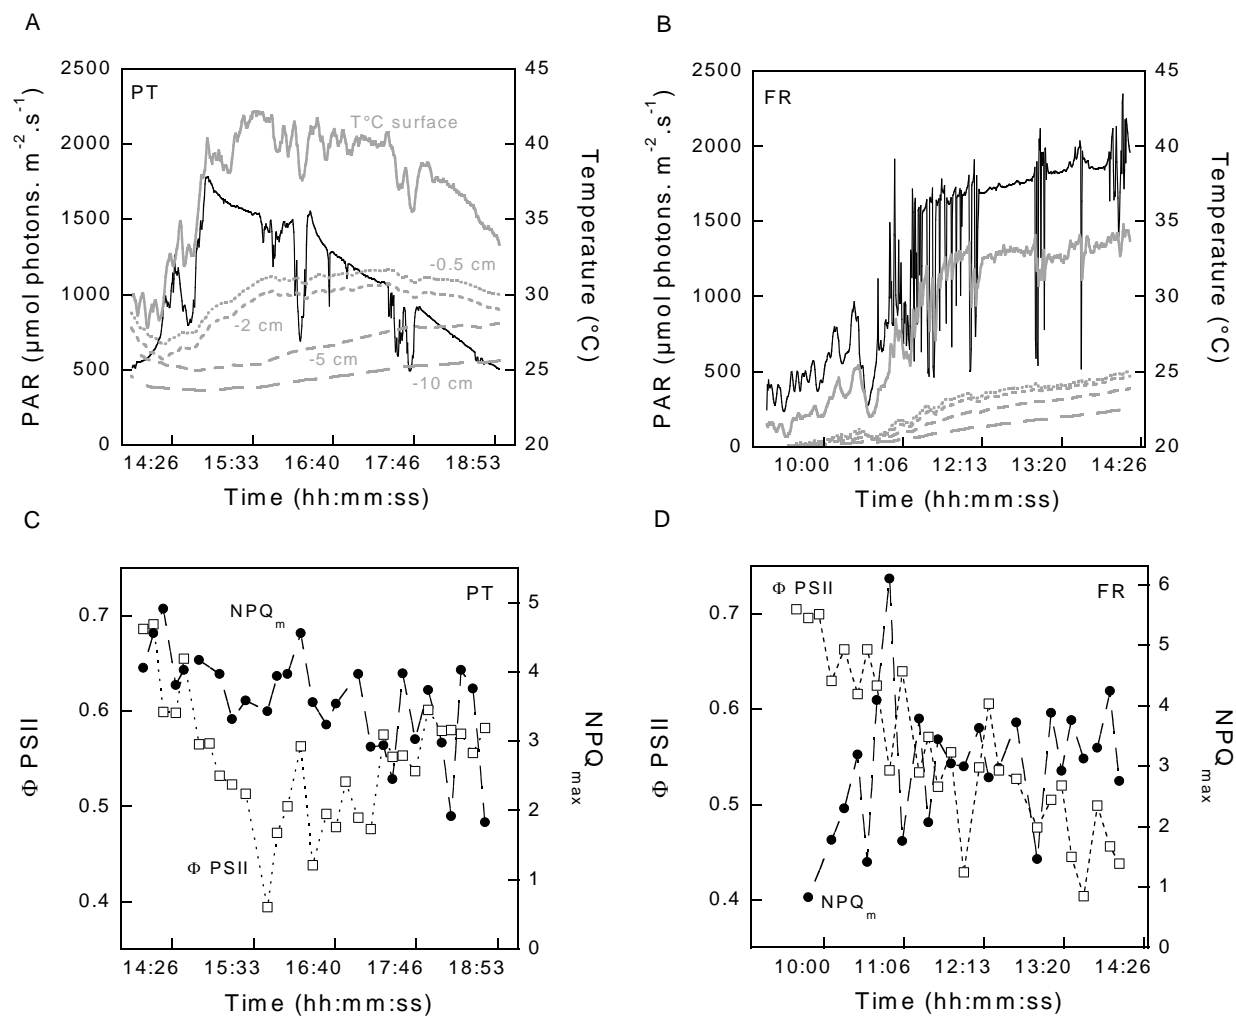 A
PT
T°C surface
-0.5 cm
-2 cm
-5 cm
-10 cm
2500
2000
1500
1000
500
0
45
40
35
30
25
20
PAR (µmol photons. m-2.s-1)
Temperature (°C)
14:26 15:33 16:40 17:46 18:53
Time (hh:mm:ss)
B
FR
2500
2000
1500
1000
500
0
45
40
35
30
25
20
PAR (µmol photons. m-2.s-1)
Temperature (°C)
10:00 11:06 12:13 13:20 14:26
Time (hh:mm:ss)
C
PT
NPQm
Φ PSII
0.7
0.6
0.5
0.4
5
4
3
2
1
0
Φ PSII
NPQmax
14:26 15:33 16:40 17:46 18:53
Time (hh:mm:ss)
D
Φ PSII
FR
NPQm
0.7
0.6
0.5
0.4
6
5
4
3
2
1
0
Φ PSII
NPQmax
10:00 11:06 12:13 13:20 14:26
Time (hh:mm:ss)